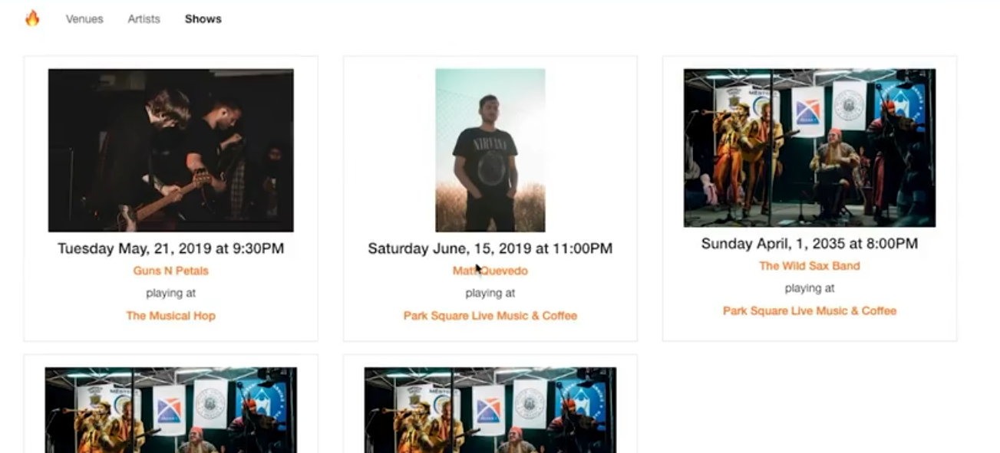 Venues Artists Shows
NIRVANA
Tuesday May, 21, 2019 at 9:30PM
Guns N Petals
playing at
The Musical Hop
Saturday June, 15, 2019 at 11:00PM
Matt Quevedo
playing at
Park Square Live Music & Coffee
Sunday April, 1, 2035 at 8:00PM
The Wild Sax Band
playing at
Park Square Live Music & Coffee